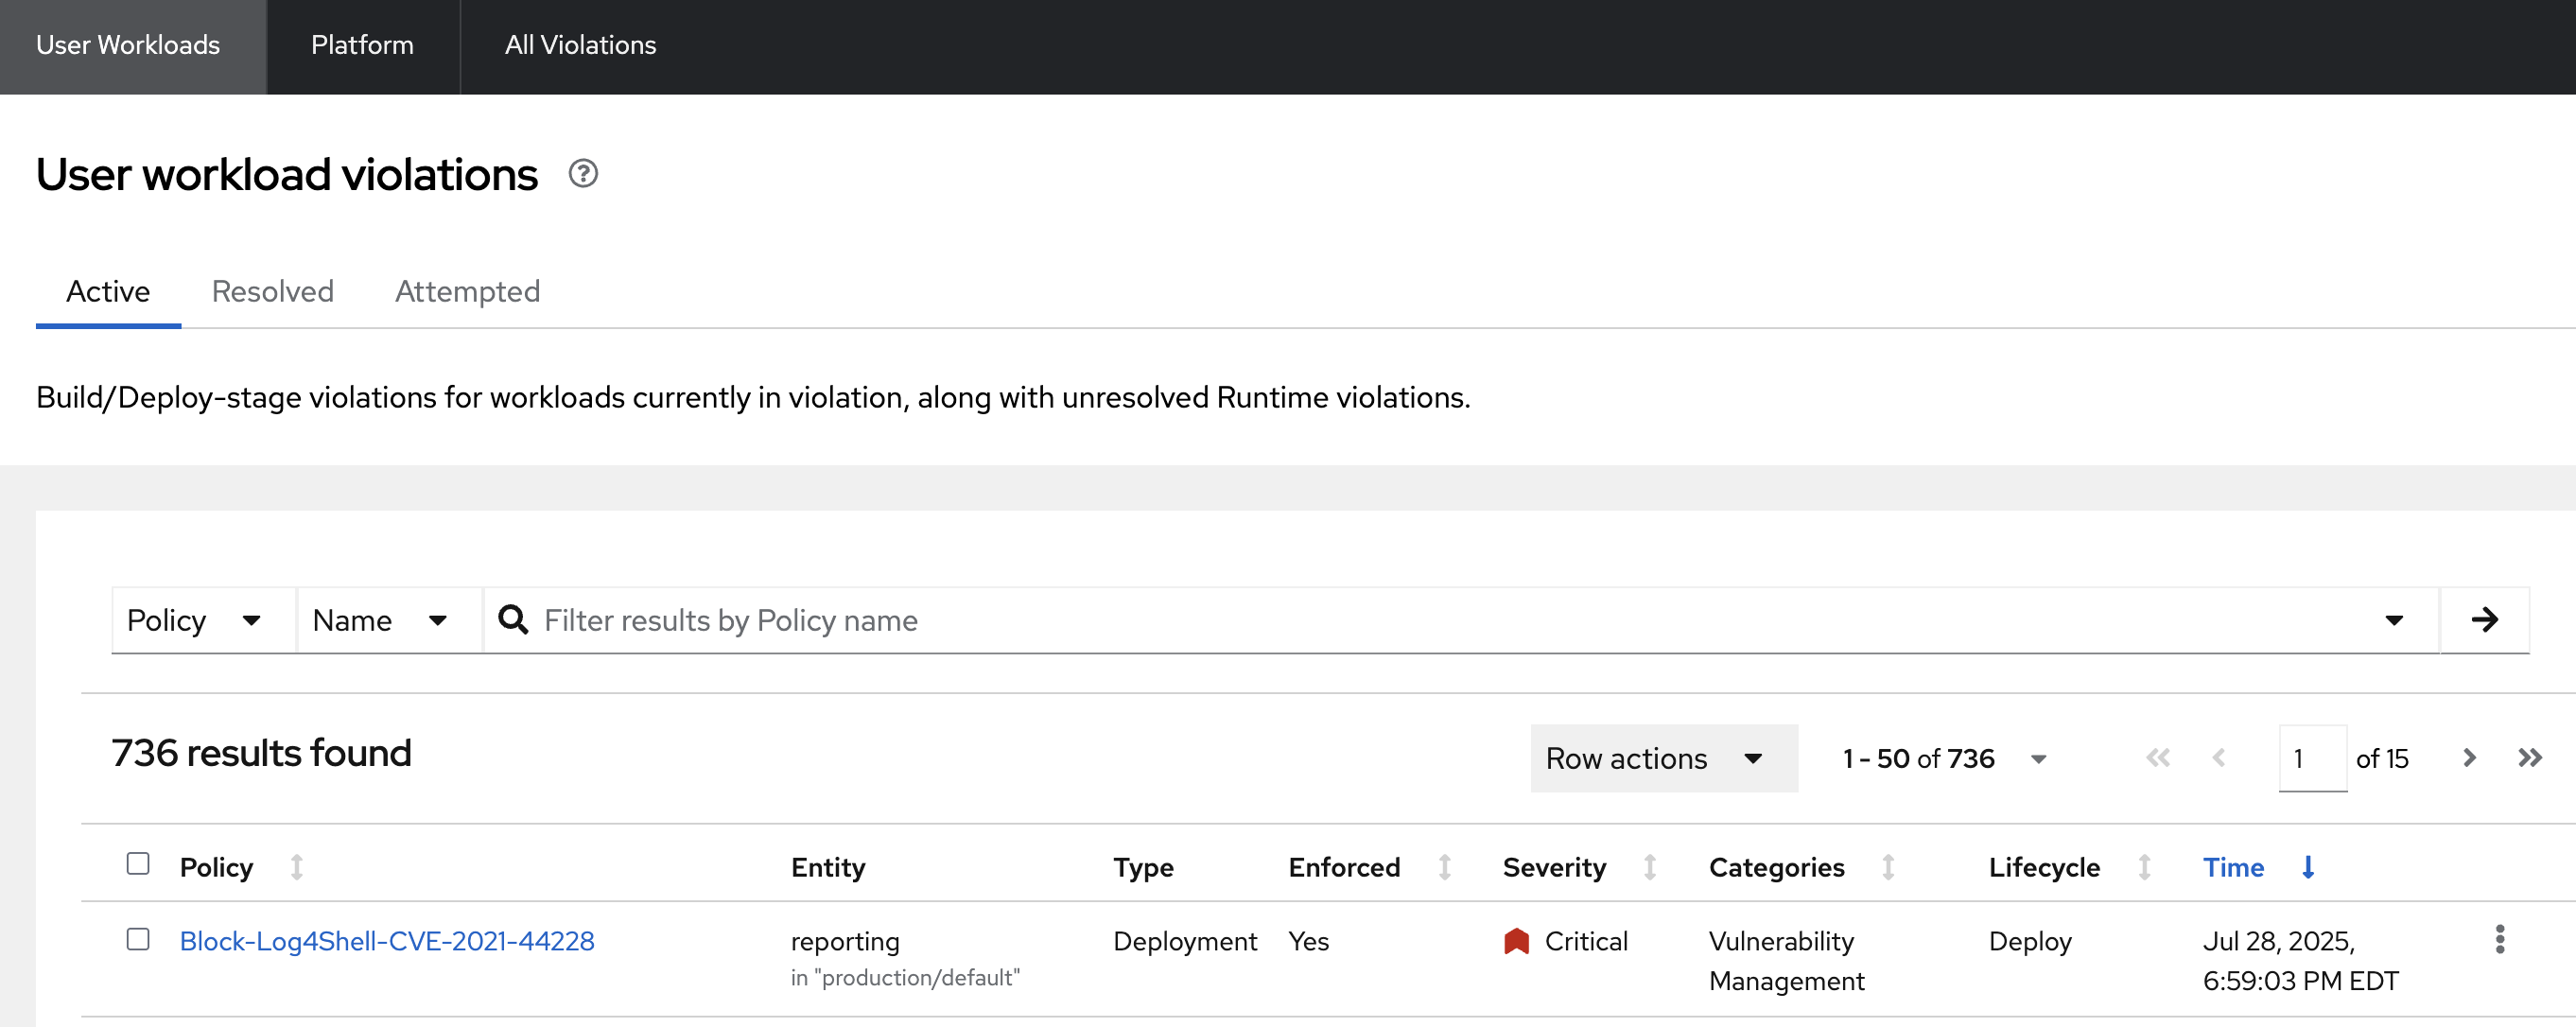 User Workloads Platform All Violations
User workload violations
Active Resolved Attempted
Build/Deploy-stage violations for workloads currently in violation, along with unresolved Runtime violations.
Policy Name Filter results by Policy name
736 results found Row actions 1 - 50 of 736 1 of 15
Policy Entity Type Enforced Severity Categories Lifecycle Time
Block-Log4Shell-CVE-2021-44228 reporting Deployment Yes Critical Vulnerability Deploy Jul 28, 2025,
in "production/default" Management 6:59:03 PM EDT